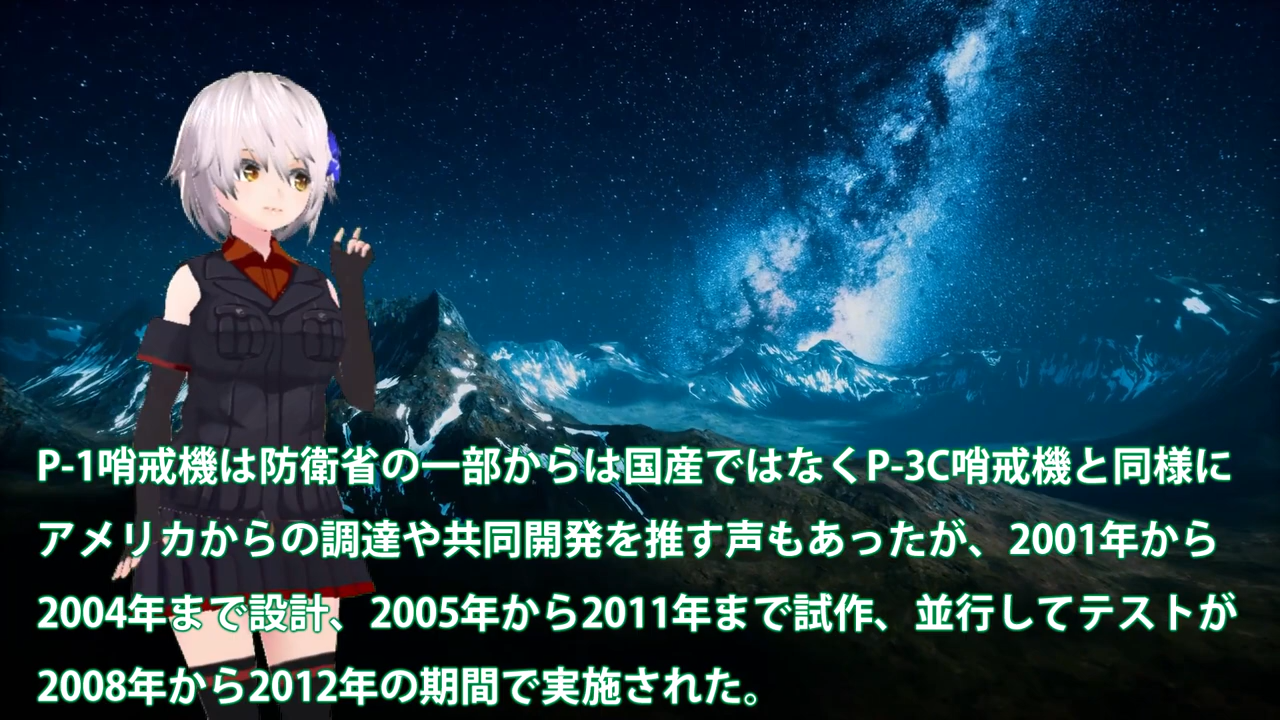 P-1哨戒機は防衛省の一部からは国産ではなくP-3C哨戒機と同様に
アメリカからの調達や共同開発を推す声もあったが、2001年から
2004年まで設計、2005年から2011年まで試作、並行してテストが
2008年から2012年の期間で実施された。